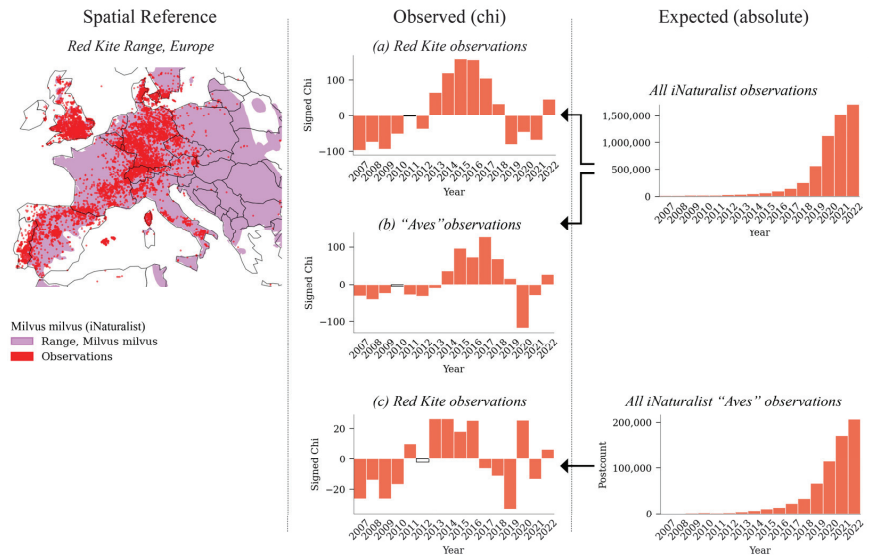 Spatial Reference
Observed (chi)
Expected (absolute)
Red Kite Range, Europe
Milvus milvus (iNaturalist)
Range, Milvus milvus
Observations
(a) Red Kite observations
Signed Chi
100
0
−100
2007 2008 2009 2010 2011 2012 2013 2014 2015 2016 2017 2018 2019 2020 2021 2022
Year
(b) “Aves”observations
Signed Chi
100
0
−100
2007 2008 2009 2010 2011 2012 2013 2014 2015 2016 2017 2018 2019 2020 2021 2022
Year
(c) Red Kite observations
Signed Chi
20
0
−20
2007 2008 2009 2010 2011 2012 2013 2014 2015 2016 2017 2018 2019 2020 2021 2022
Year
All iNaturalist observations
1,500,000
1,000,000
500,000
0
2007 2008 2009 2010 2011 2012 2013 2014 2015 2016 2017 2018 2019 2020 2021 2022
Year
All iNaturalist “Aves” observations
Postcount
200,000
100,000
0
2007 2008 2009 2010 2011 2012 2013 2014 2015 2016 2017 2018 2019 2020 2021 2022
Year